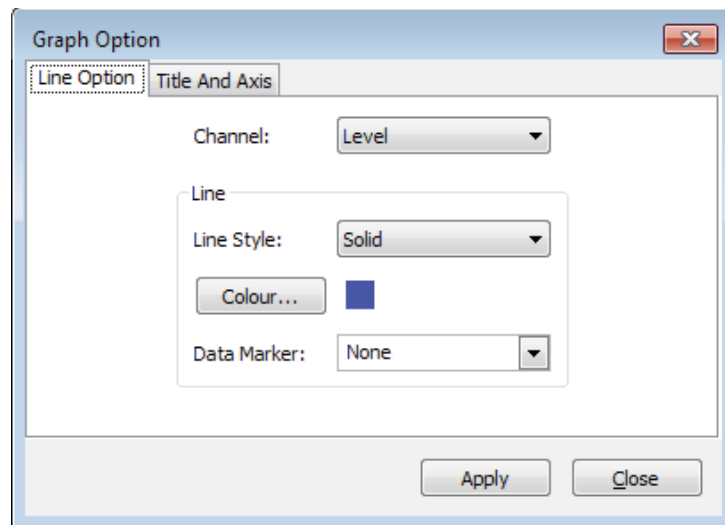 Graph Option
Line Option Title And Axis
Channel: Level
Line
Line Style: Solid
Colour...
Data Marker: None
Apply Close